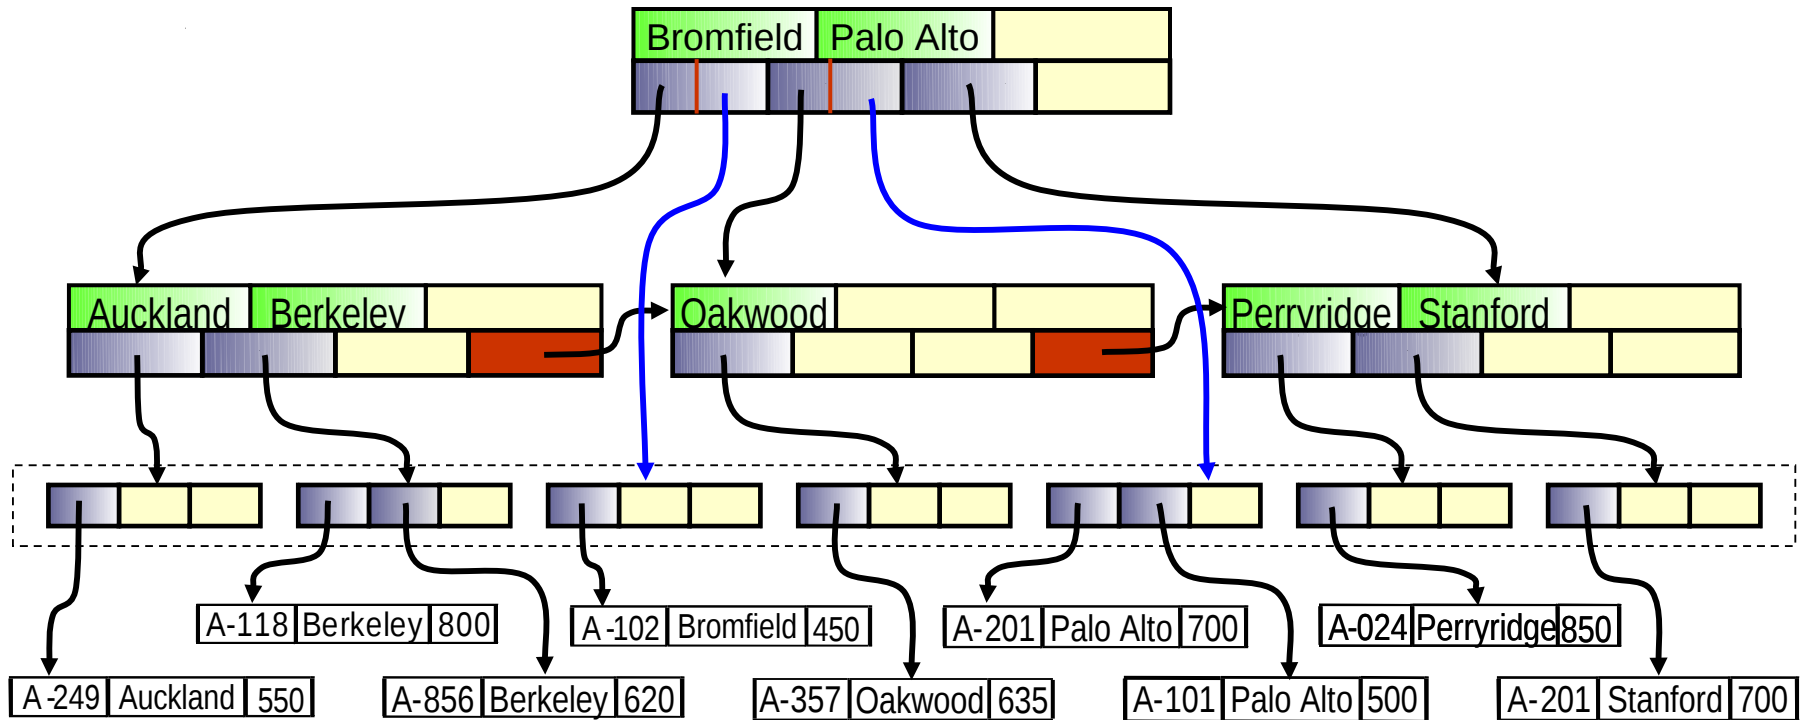 Bromfield Palo Alto
Auckland Berkeley Oakwood Perryridge Stanford
A-118 Berkeley 800
A-102 Bromfield 450
A-201 Palo Alto 700
A-024 Perryridge 850
A-249 Auckland 550
A-856 Berkeley 620
A-357 Oakwood 635
A-101 Palo Alto 500
A-201 Stanford 700